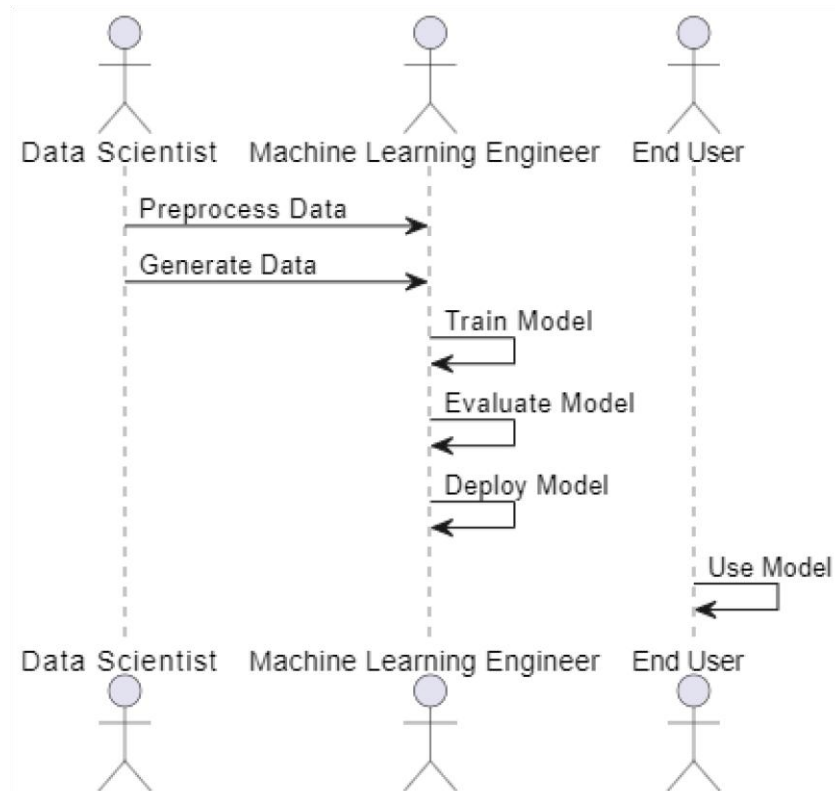 Data Scientist
Machine Learning Engineer
End User
Preprocess Data
Generate Data
Train Model
Evaluate Model
Deploy Model
Use Model
Data Scientist
Machine Learning Engineer
End User